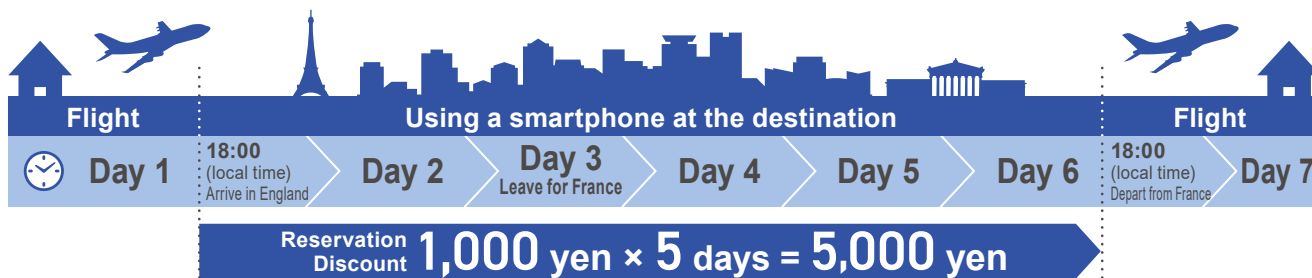 Flight
Using a smartphone at the destination
Flight
Day 1
18:00
(local time)
Arrive in England
Day 2
Day 3
Leave for France
Day 4
Day 5
Day 6
18:00
(local time)
Depart from France
Day 7
Reservation
Discount
1,000 yen × 5 days = 5,000 yen